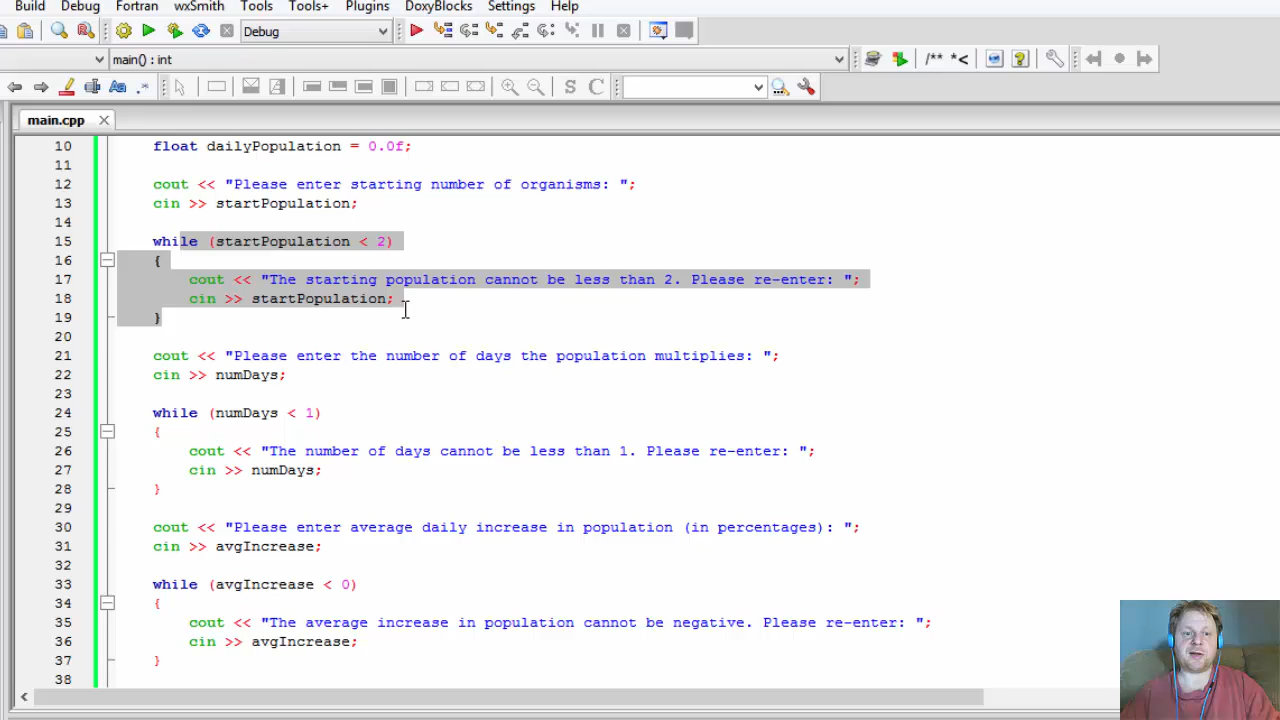 Build Debug Fortran wxSmith Tools Tools+ Plugins DoxyBlocks Settings Help
Debug
main() : int /** *<
Aa .* S C
main.cpp
10 float dailyPopulation = 0.0f;
11
12 cout << "Please enter starting number of organisms: ";
13 cin >> startPopulation;
14
15 while (startPopulation < 2)
16 {
17 cout << "The starting population cannot be less than 2. Please re-enter: ";
18 cin >> startPopulation;
19 }
20
21 cout << "Please enter the number of days the population multiplies: ";
22 cin >> numDays;
23
24 while (numDays < 1)
25 {
26 cout << "The number of days cannot be less than 1. Please re-enter: ";
27 cin >> numDays;
28 }
29
30 cout << "Please enter average daily increase in population (in percentages): ";
31 cin >> avgIncrease;
32
33 while (avgIncrease < 0)
34 {
35 cout << "The average increase in population cannot be negative. Please re-enter: ";
36 cin >> avgIncrease;
37 }
38